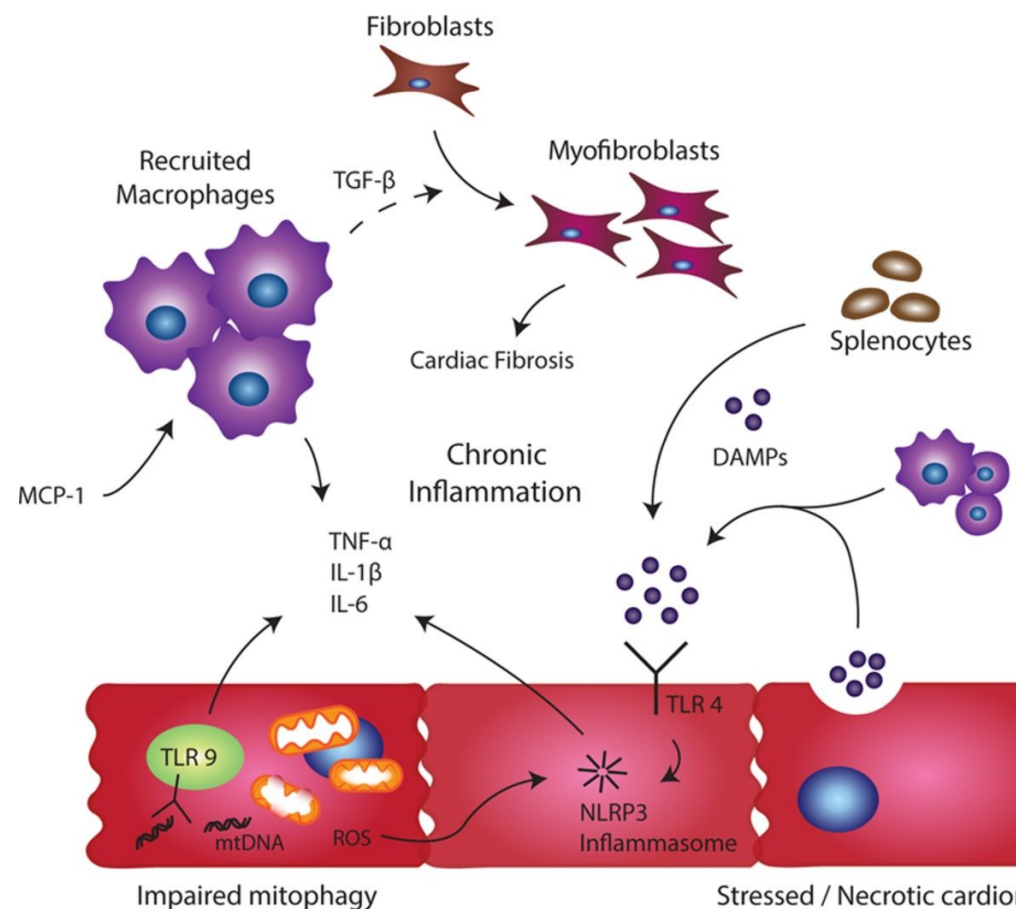 Fibroblasts
Recruited
Macrophages
TGF-β
Myofibroblasts
Splenocytes
Cardiac Fibrosis
DAMPs
Chronic
Inflammation
MCP-1
TNF-α
IL-1β
IL-6
TLR 4
TLR 9
NLRP3
Inflammasome
mtDNA
ROS
Impaired mitophagy
Stressed / Necrotic